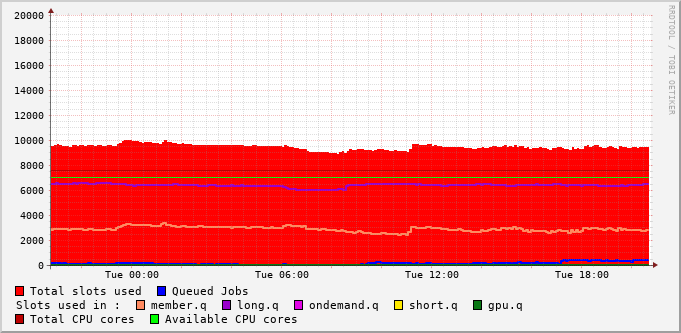 20000
18000
16000
14000
12000
10000
8000
6000
4000
2000
0
Tue 00:00 Tue 06:00 Tue 12:00 Tue 18:00
Total slots used Queued Jobs
Slots used in : member.q long.q ondemand.q short.q gpu.q
Total CPU cores Available CPU cores
RRDTOOL / TOBI OETIKER